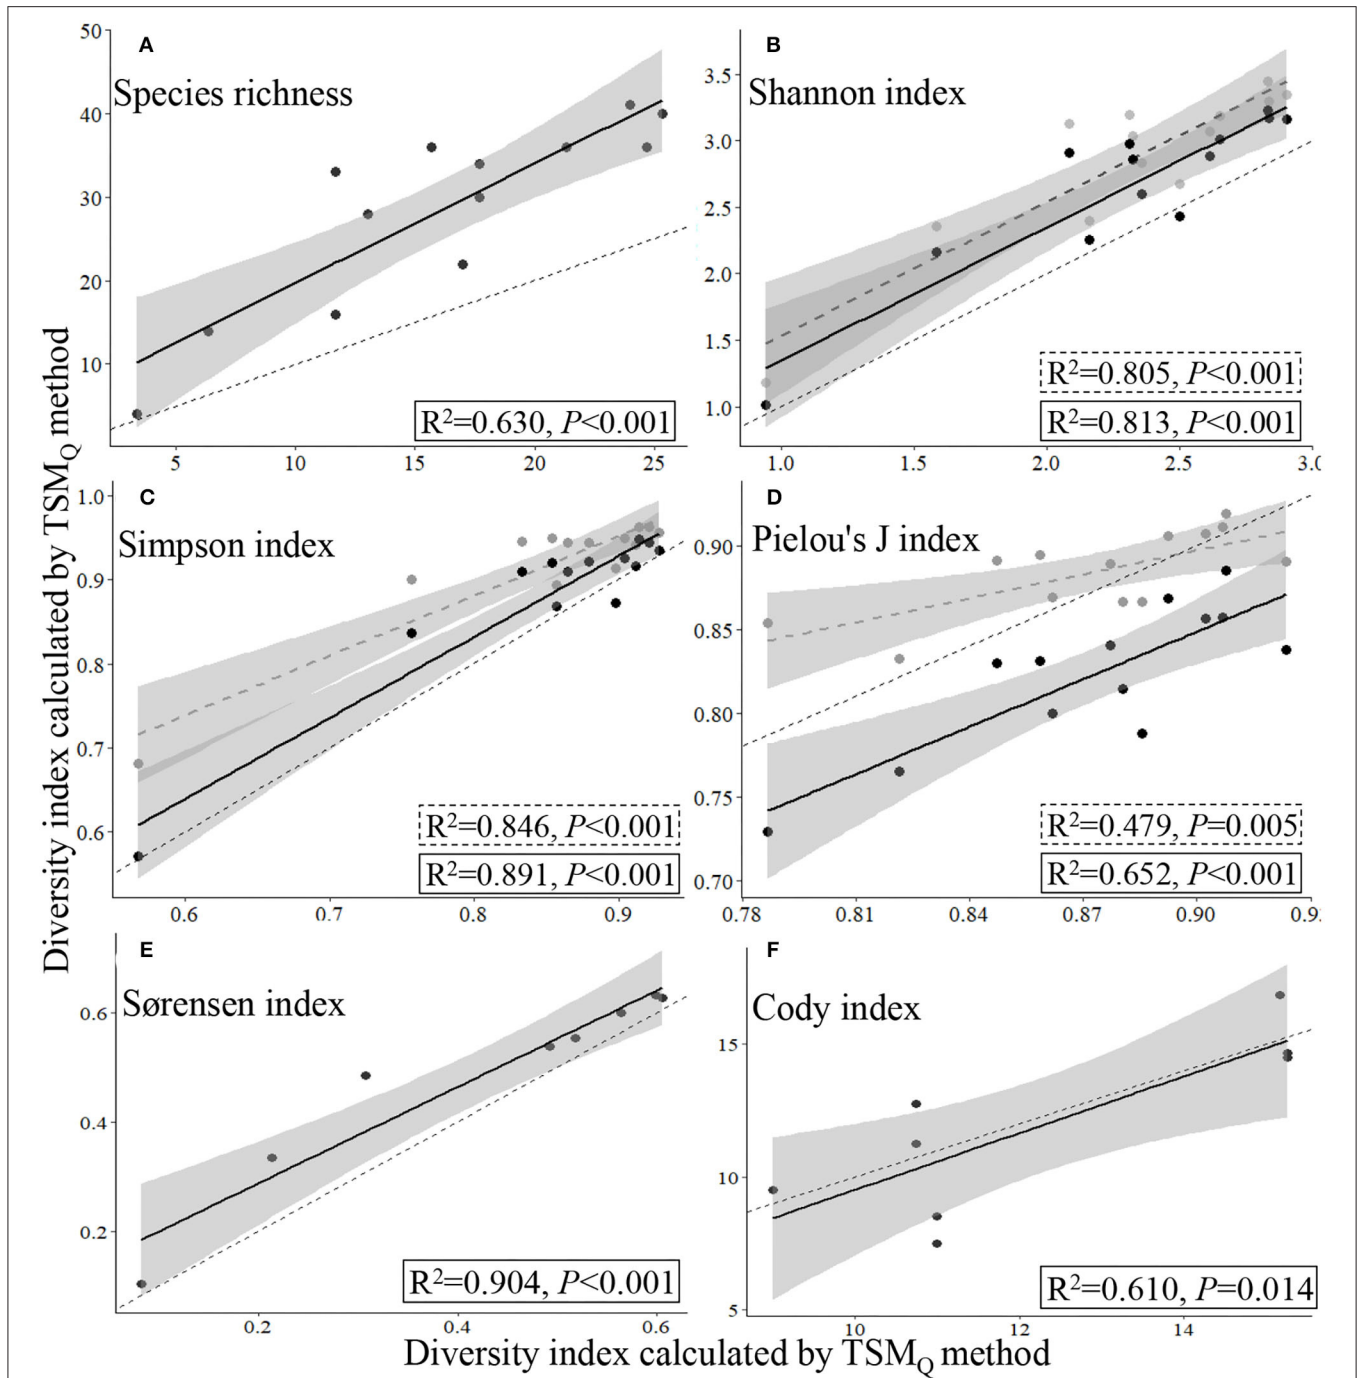 A
Species richness
50
40
30
20
10
R²=0.630, P<0.001
5 10 15 20 25
B
Shannon index
3.5
3.0
2.5
2.0
1.5
1.0
R²=0.805, P<0.001
R²=0.813, P<0.001
1.0 1.5 2.0 2.5 3.0
C
Simpson index
1.0
0.9
0.8
0.7
0.6
R²=0.846, P<0.001
R²=0.891, P<0.001
0.6 0.7 0.8 0.9
D
Pielou's J index
0.90
0.85
0.80
0.75
0.70
R²=0.479, P=0.005
R²=0.652, P<0.001
0.78 0.81 0.84 0.87 0.90
E
Sørensen index
0.6
0.4
0.2
R²=0.904, P<0.001
0.2 0.4 0.6
F
Cody index
15
10
5
R²=0.610, P=0.014
10 12 14
Diversity index calculated by TSM_Q method
Diversity index calculated by TSM_Q method